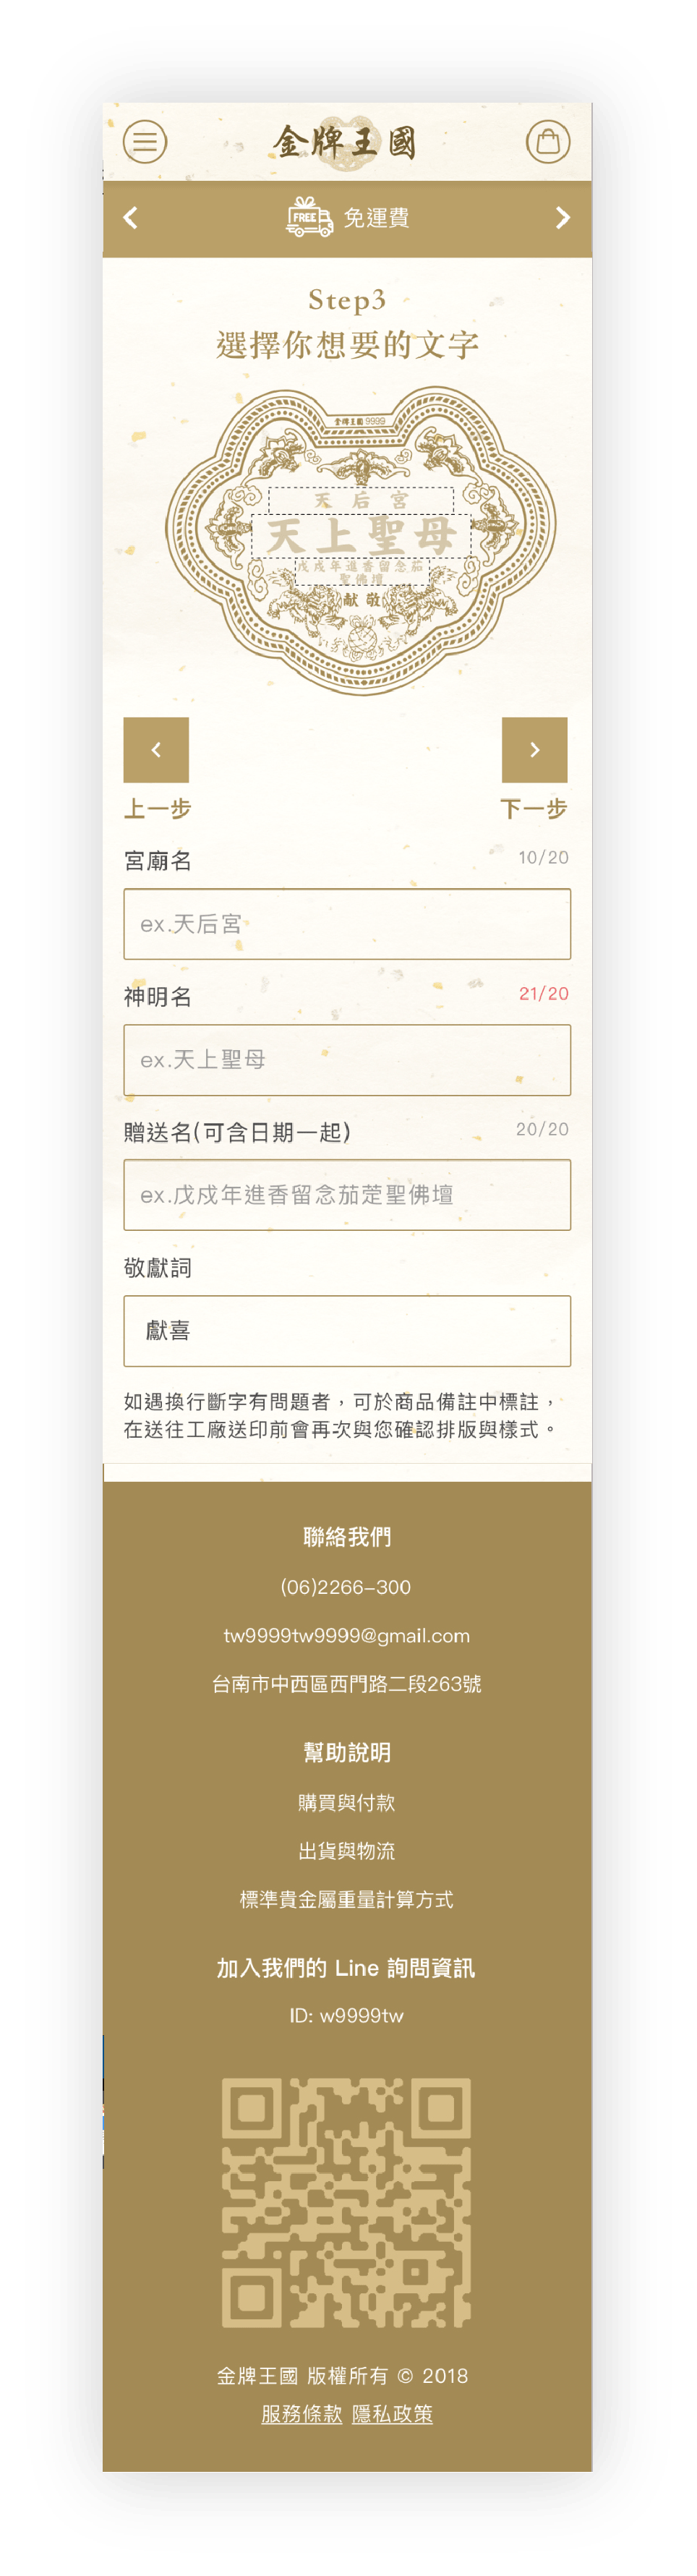 金牌王國
FREE 免運費
Step3
選擇你想要的文字
金牌王國 9999
天后宮
天上聖母
戊戌年進香留念茄
聖佛壇
献敬
上一步
下一步
宮廟名
10/20
ex.天后宮
神明名
21/20
ex.天上聖母
贈送名(可含日期一起)
20/20
ex.戊戍年進香留念茄萣聖佛壇
敬獻詞
獻喜
如遇換行斷字有問題者，可於商品備註中標註，
在送往工廠送印前會再次與您確認排版與樣式。
聯絡我們
(06)2266-300
tw9999tw9999@gmail.com
台南市中西區西門路二段263號
幫助說明
購買與付款
出貨與物流
標準貴金屬重量計算方式
加入我們的 Line 詢問資訊
ID: w9999tw
金牌王國 版權所有 © 2018
服務條款 隱私政策